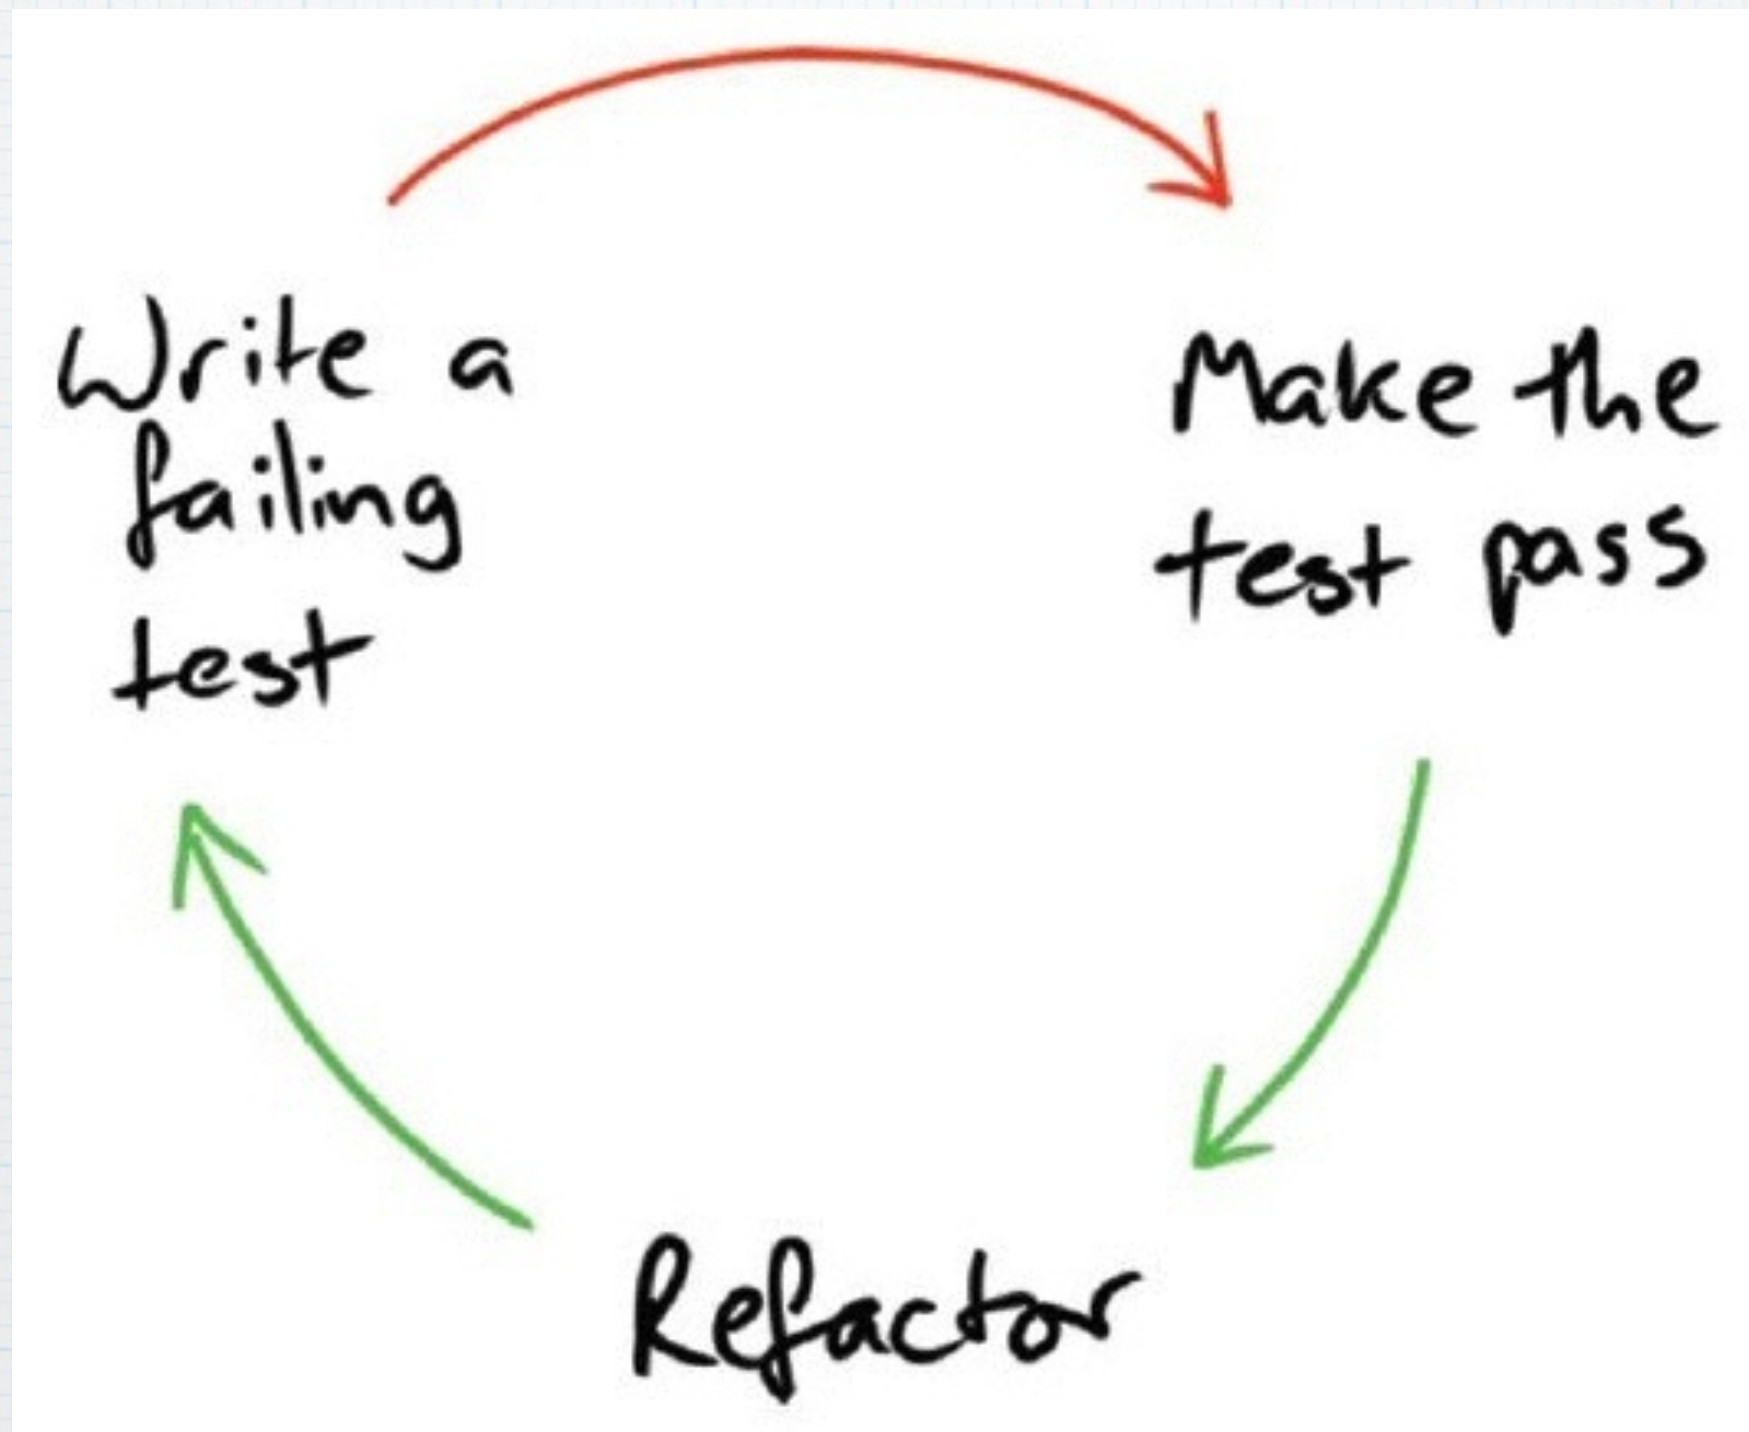 Write a
failing
test
Make the
test pass
Refactor